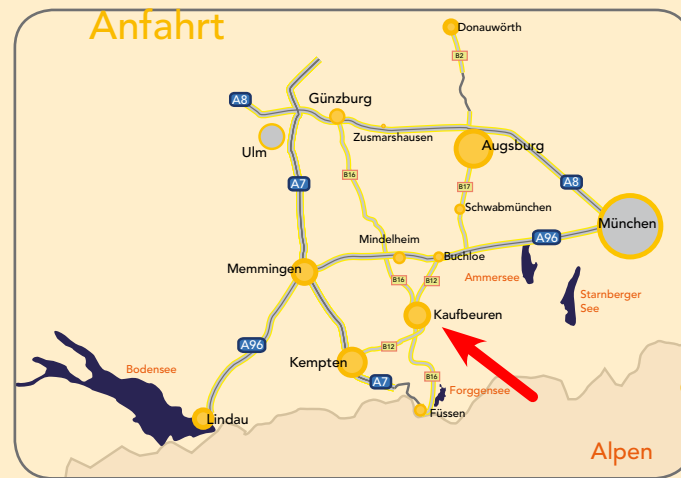 Anfahrt
Donauwörth
B2
A8
Günzburg
Zusmarshausen
Ulm
Augsburg
A7
B16
B17
A8
Schwabmünchen
München
Mindelheim
A96
Buchloe
Memmingen
Ammersee
B16
B12
Starnberger
See
Kaufbeuren
A96
B12
Kempten
Bodensee
A7
B16
Forggensee
Lindau
Füssen
Alpen